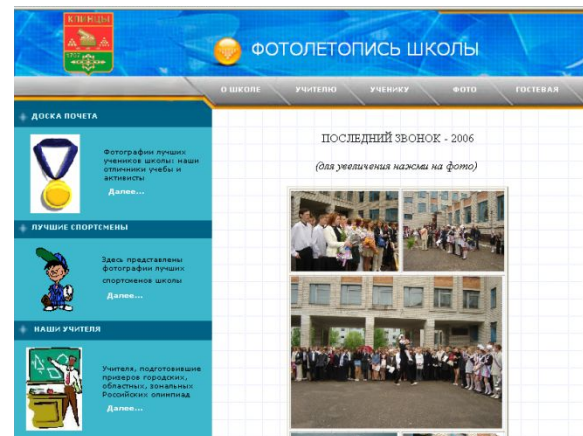 КЛИНЦЫ
1707
ФОТОЛЕТОПИСЬ ШКОЛЫ
О ШКОЛЕ
УЧИТЕЛЮ
УЧЕНИКУ
ФОТО
ГОСТЕВАЯ
ДОСКА ПОЧЕТА
Фотографии лучших
учеников школы: наши
отличники учебы и
активисты
Далее...
ЛУЧШИЕ СПОРТСМЕНЫ
Здесь представлены
фотографии лучших
спортсменов школы
Далее...
НАШИ УЧИТЕЛЯ
Учителя, подготовившие
призеров городских,
областных, зональных
Российских олимпиад
Далее...
ПОСЛЕДНИЙ ЗВОНОК - 2006
(для увеличения нажми на фото)